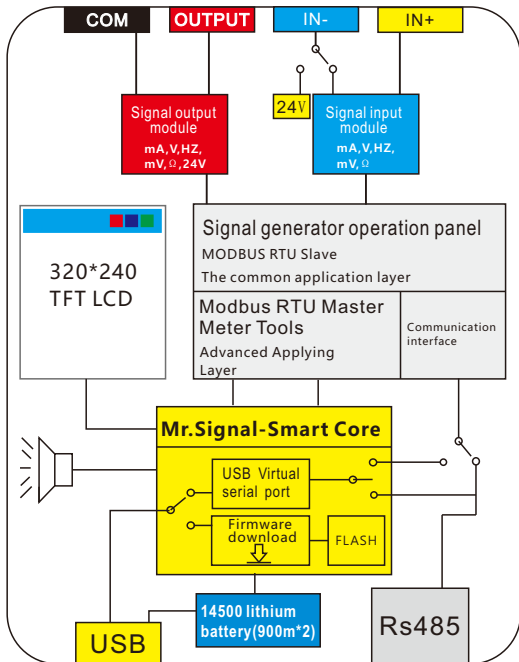 COM
OUTPUT
IN-
IN+
24V
Signal output
module
mA,V,HZ,
mV,Ω,24V
Signal input
module
mA,V,HZ,
mV,Ω
Signal generator operation panel
MODBUS RTU Slave
The common application layer
320*240
TFT LCD
Modbus RTU Master
Meter Tools
Advanced Applying
Layer
Communication
interface
Mr.Signal-Smart Core
USB Virtual
serial port
Firmware
download
FLASH
14500 lithium
battery(900m*2)
USB
Rs485